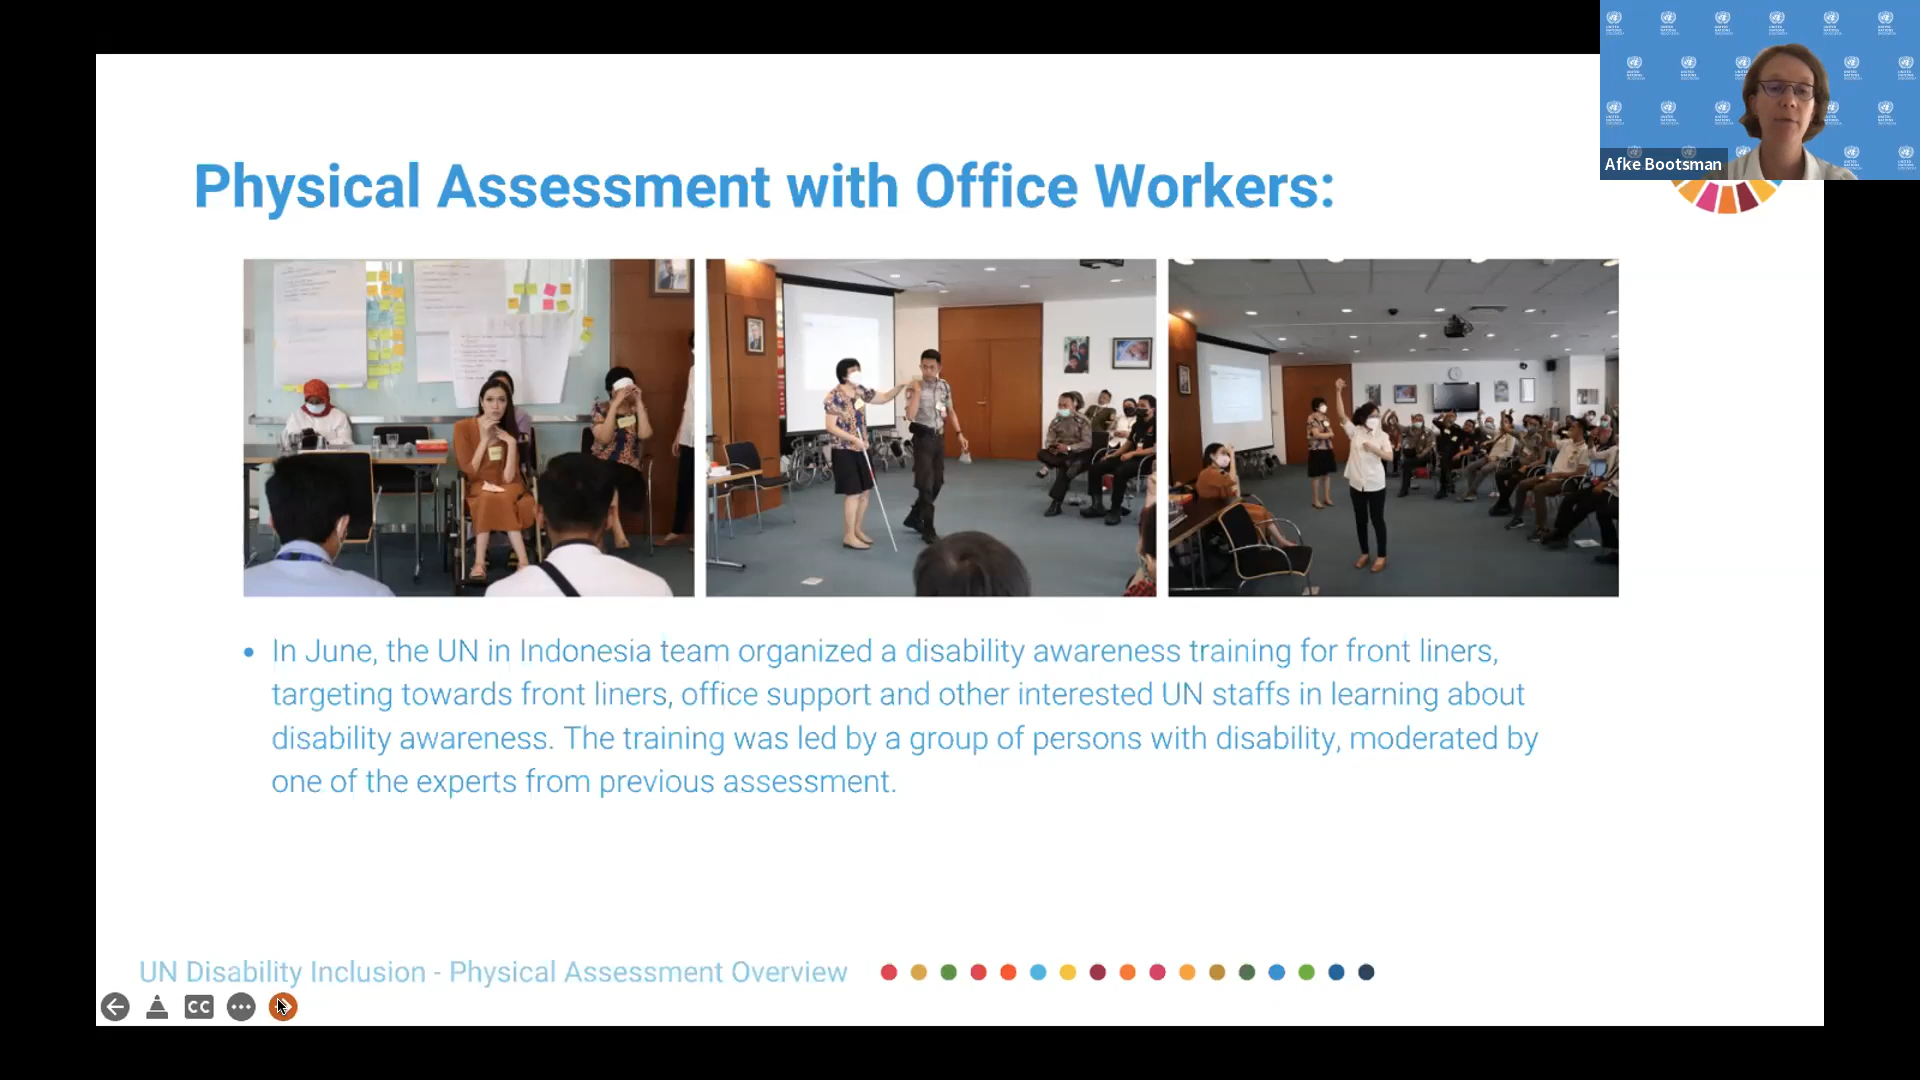 Afke Bootsman
Physical Assessment with Office Workers:
• In June, the UN in Indonesia team organized a disability awareness training for front liners,
targeting towards front liners, office support and other interested UN staffs in learning about
disability awareness. The training was led by a group of persons with disability, moderated by
one of the experts from previous assessment.
UN Disability Inclusion - Physical Assessment Overview
CC